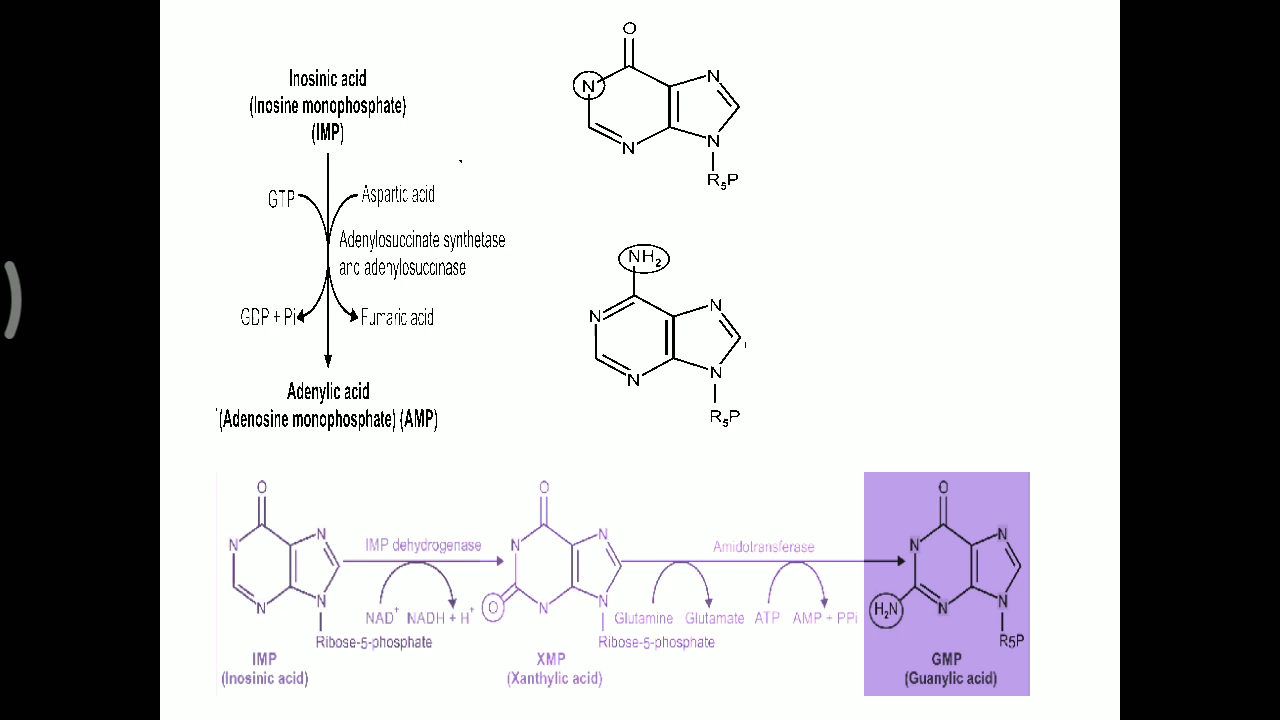 Inosinic acid
(Inosine monophosphate)
(IMP)
GTP
Aspartic acid
Adenylosuccinate synthetase
and adenylosuccinase
GDP + Pi
Fumaric acid
Adenylic acid
(Adenosine monophosphate) (AMP)
O
N
N
N
N
R5P
NH2
N
N
N
N
R5P
O
N
N
N
N
Ribose-5-phosphate
IMP
(Inosinic acid)
IMP dehydrogenase
NAD+ NADH + H+
O
N
N
O
N
N
Ribose-5-phosphate
XMP
(Xanthylic acid)
Amidotransferase
Glutamine Glutamate ATP AMP + PPi
O
N
N
H2N
N
N
R5P
GMP
(Guanylic acid)